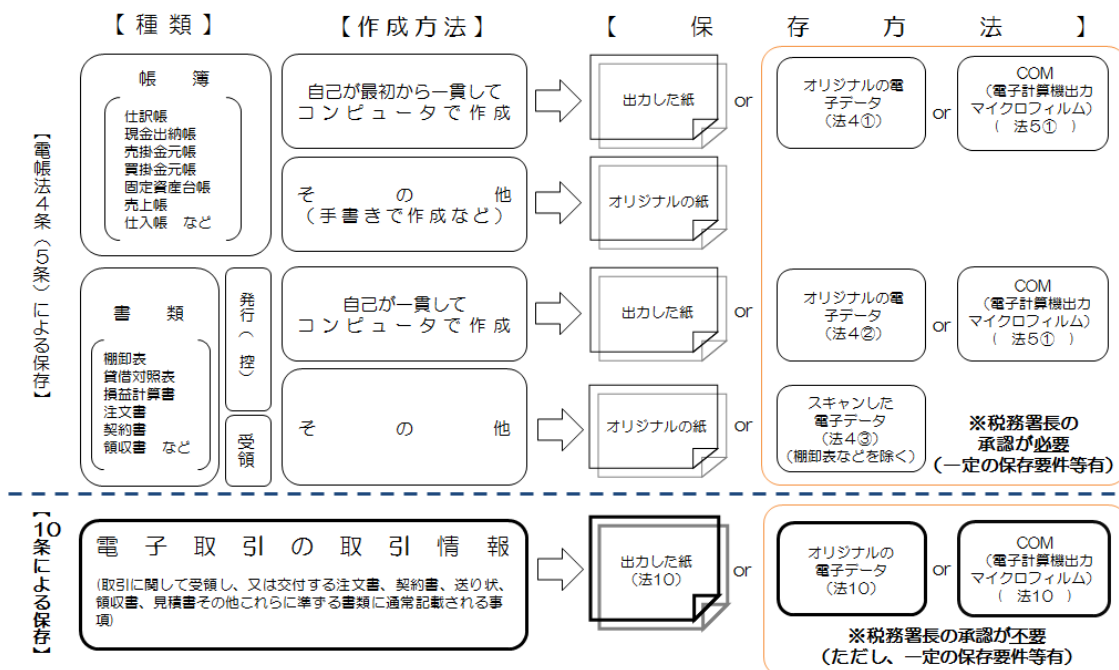 【種類】
【作成方法】
【保存方法】
【電帳法4条（5条）による保存】
帳簿
仕訳帳
現金出納帳
売掛金元帳
買掛金元帳
固定資産台帳
売上帳
仕入帳　など
自己が最初から一貫して
コンピュータで作成
出力した紙
or
オリジナルの電
子データ
（法4①）
or
COM
（電子計算機出力
マイクロフィルム）
（ 法5① ）
その他
（手書きで作成など）
オリジナルの紙
書類
棚卸表
貸借対照表
損益計算書
注文書
契約書
領収書　など
発行（控）
受領
自己が一貫して
コンピュータで作成
出力した紙
or
オリジナルの電
子データ
（法4②）
or
COM
（電子計算機出力
マイクロフィルム）
（ 法5① ）
その他
オリジナルの紙
or
スキャンした
電子データ
（法4③）
（棚卸表などを除く）
※税務署長の
承認が必要
（一定の保存要件等有）
【10条による保存】
電子取引の取引情報
(取引に関して受領し、又は交付する注文書、契約書、送り状、
領収書、見積書その他これらに準ずる書類に通常記載される事
項)
出力した紙
（法10）
or
オリジナルの
電子データ
（法10）
or
COM
（電子計算機出力
マイクロフィルム）
（ 法10 ）
※税務署長の承認が不要
（ただし、一定の保存要件等有）